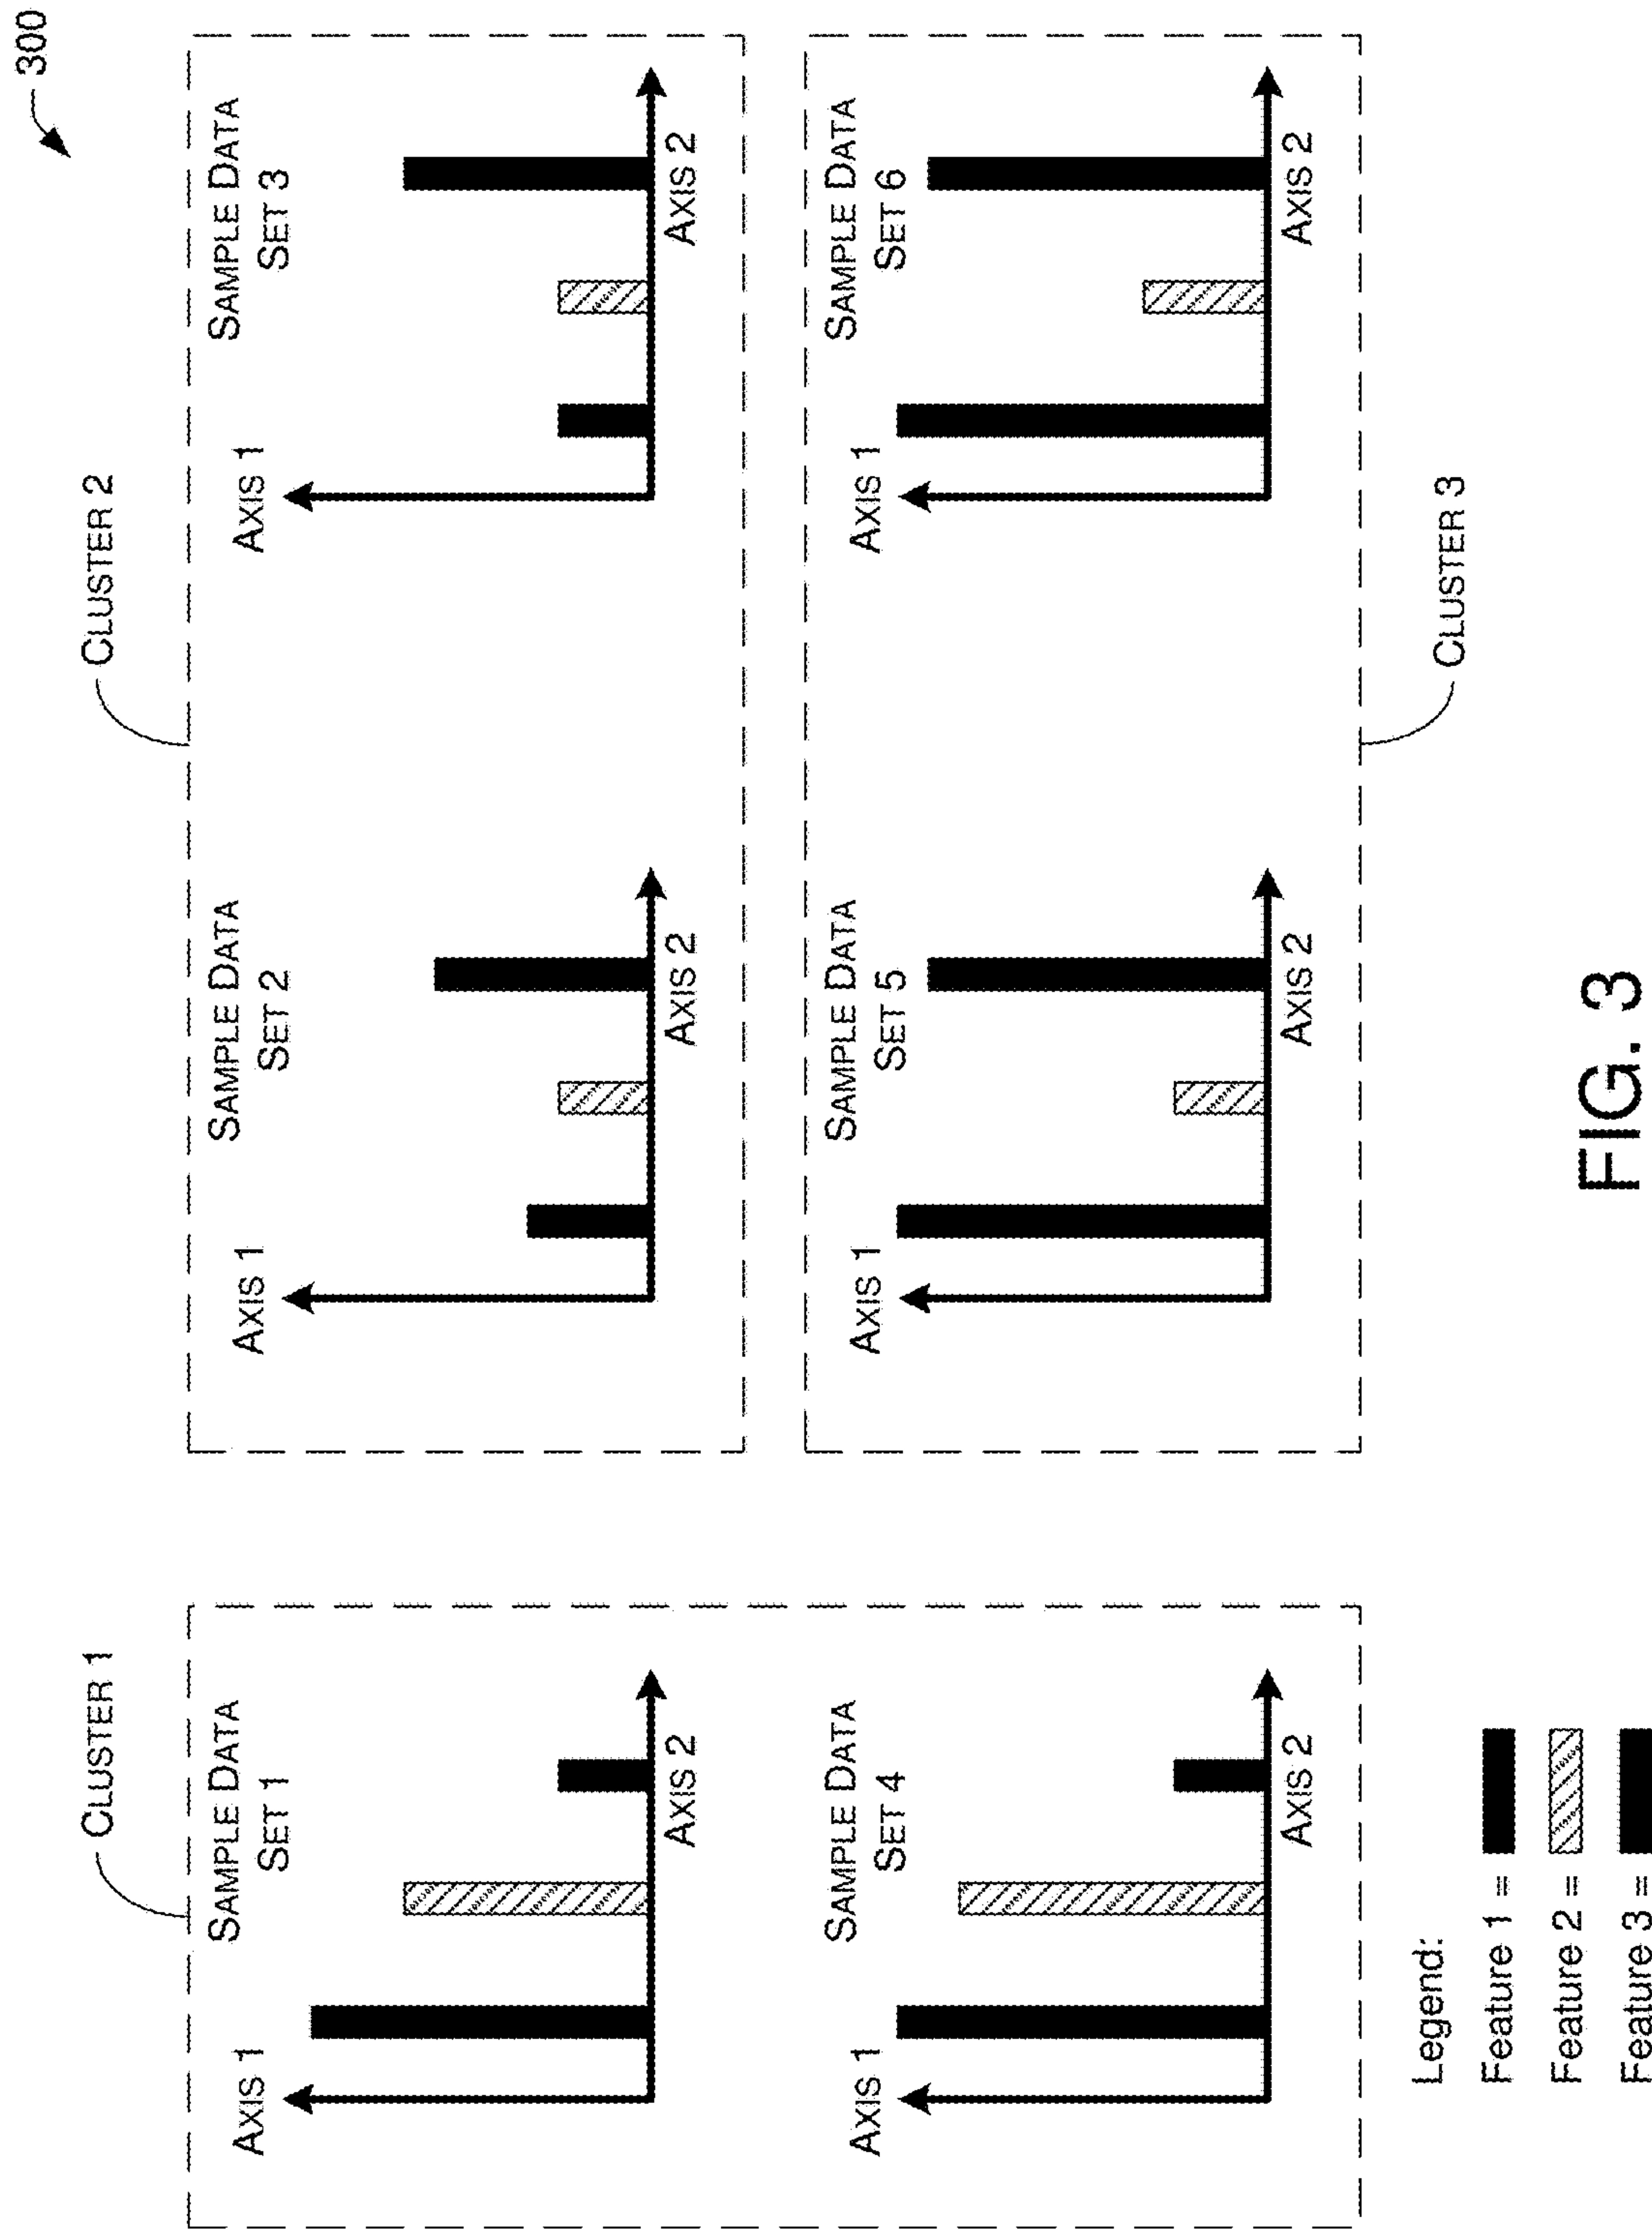 300
CLUSTER 1
CLUSTER 2
SAMPLE DATA
SET 1
AXIS 1
AXIS 2
SAMPLE DATA
SET 2
AXIS 1
AXIS 2
SAMPLE DATA
SET 3
AXIS 1
AXIS 2
SAMPLE DATA
SET 4
AXIS 1
AXIS 2
SAMPLE DATA
SET 5
AXIS 1
AXIS 2
SAMPLE DATA
SET 6
AXIS 1
AXIS 2
CLUSTER 3
Legend:
Feature 1 =
Feature 2 =
Feature 3 =
FIG. 3